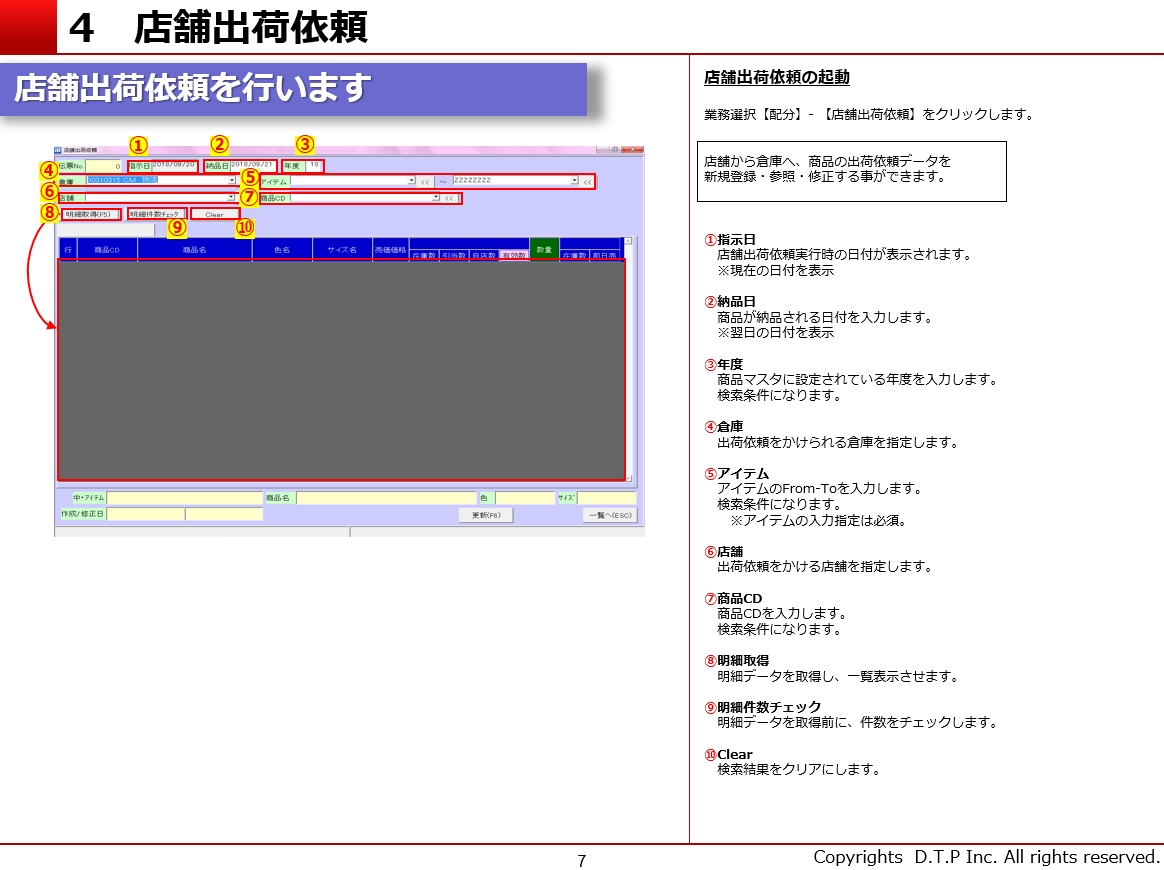 4 店舗出荷依頼
店舗出荷依頼を行います
① ② ③
店舗出荷依頼
伝票No 0 指示日 2018/09/20 納品日 2018/09/21 年度 18
④ ⑤
倉庫 アイテム << ～ ZZZZZZZZ <<
⑥ ⑦
店舗 商品CD <<
⑧ 明細取得(F5) 明細件数チェック Clear
⑨ ⑩
行 商品CD 商品名 色名 サイズ名 売価価格 在庫数 引当数 自店数 有効数 数量 在庫数 前日売
中・アイテム 商品名 色 サイズ
作成/修正日 更新(F6) 一覧へ(ESC)
店舗出荷依頼の起動
業務選択【配分】-【店舗出荷依頼】をクリックします。
店舗から倉庫へ、商品の出荷依頼データを
新規登録・参照・修正する事ができます。
①指示日
店舗出荷依頼実行時の日付が表示されます。
※現在の日付を表示
②納品日
商品が納品される日付を入力します。
※翌日の日付を表示
③年度
商品マスタに設定されている年度を入力します。
検索条件になります。
④倉庫
出荷依頼をかけられる倉庫を指定します。
⑤アイテム
アイテムのFrom-Toを入力します。
検索条件になります。
※アイテムの入力指定は必須。
⑥店舗
出荷依頼をかける店舗を指定します。
⑦商品CD
商品CDを入力します。
検索条件になります。
⑧明細取得
明細データを取得し、一覧表示させます。
⑨明細件数チェック
明細データを取得前に、件数をチェックします。
⑩Clear
検索結果をクリアにします。
7
Copyrights D.T.P Inc. All rights reserved.